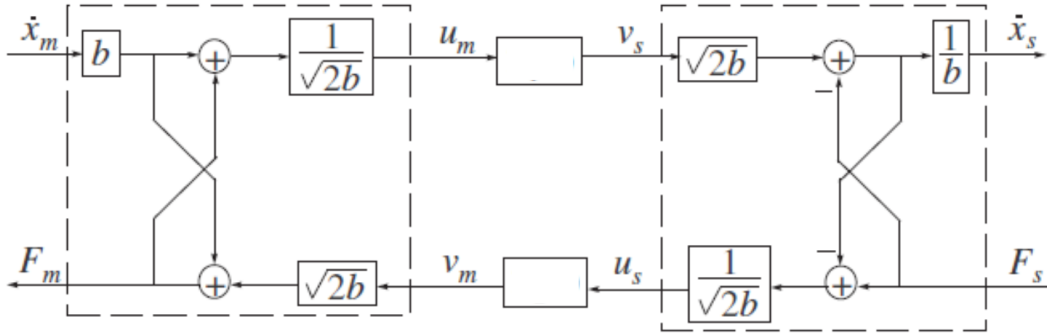 ẋₘ b + 1/√2b uₘ vₛ √2b + 1/b ẋₛ
−
−
Fₘ + √2b vₘ uₛ 1/√2b + Fₛ